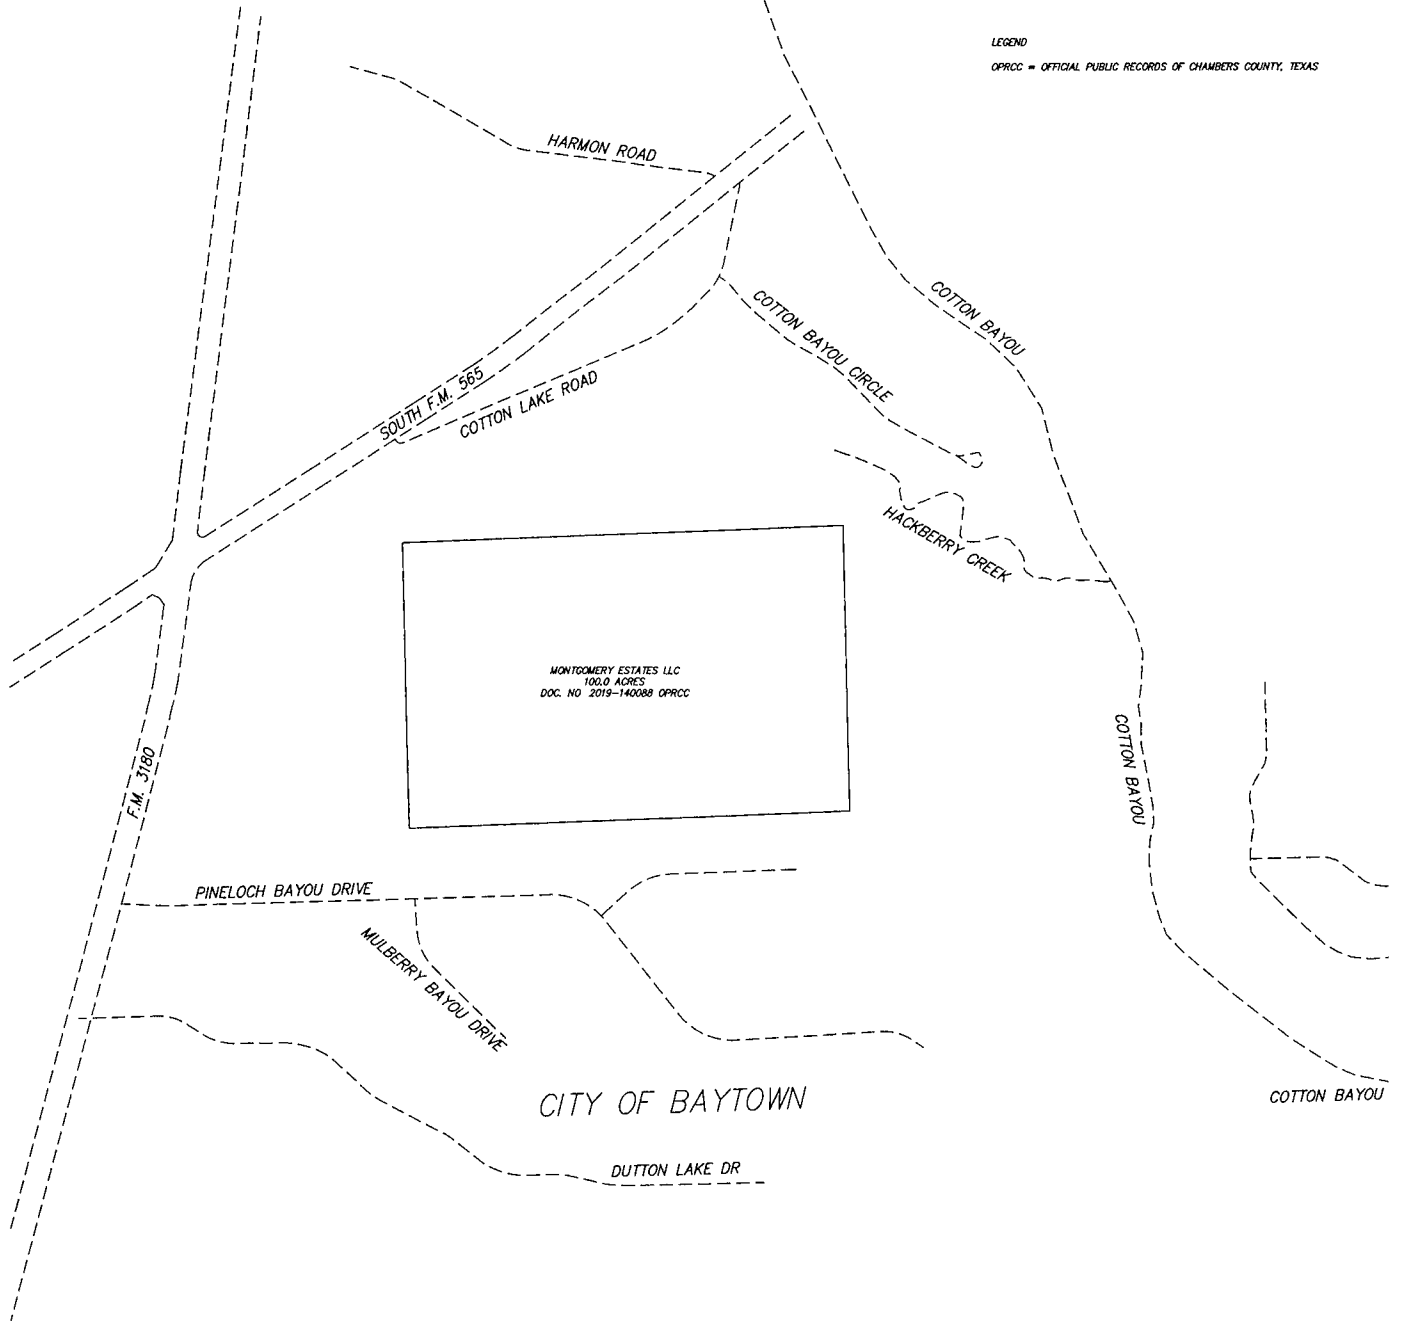 LEGEND
OPRCC = OFFICIAL PUBLIC RECORDS OF CHAMBERS COUNTY, TEXAS
HARMON ROAD
COTTON BAYOU
COTTON BAYOU CIRCLE
SOUTH F.M. 565
COTTON LAKE ROAD
HACKBERRY CREEK
MONTGOMERY ESTATES LLC
100.0 ACRES
DOC. NO 2019-140088 OPRCC
COTTON BAYOU
F.M. 3180
PINELOCH BAYOU DRIVE
MULBERRY BAYOU DRIVE
CITY OF BAYTOWN
COTTON BAYOU
DUTTON LAKE DR